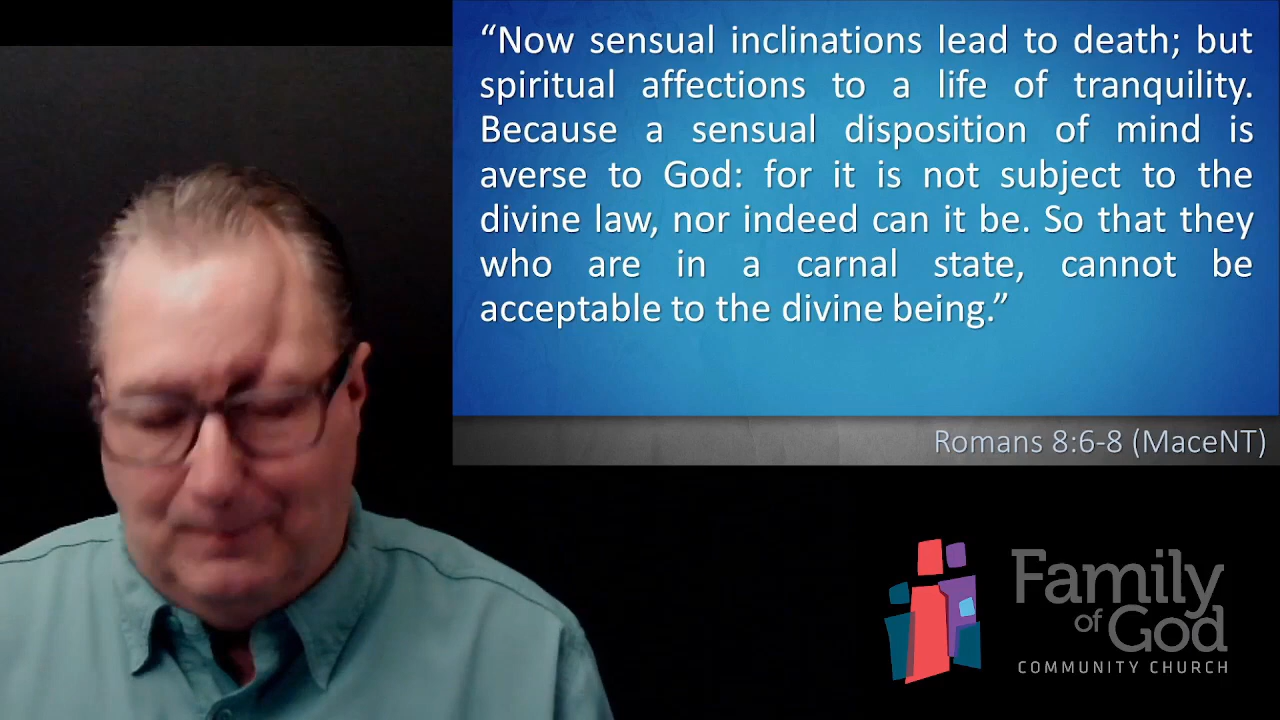 “Now sensual inclinations lead to death; but
spiritual affections to a life of tranquility.
Because a sensual disposition of mind is
averse to God: for it is not subject to the
divine law, nor indeed can it be. So that they
who are in a carnal state, cannot be
acceptable to the divine being.”
Romans 8:6-8 (MaceNT)
Family
of God
COMMUNITY CHURCH